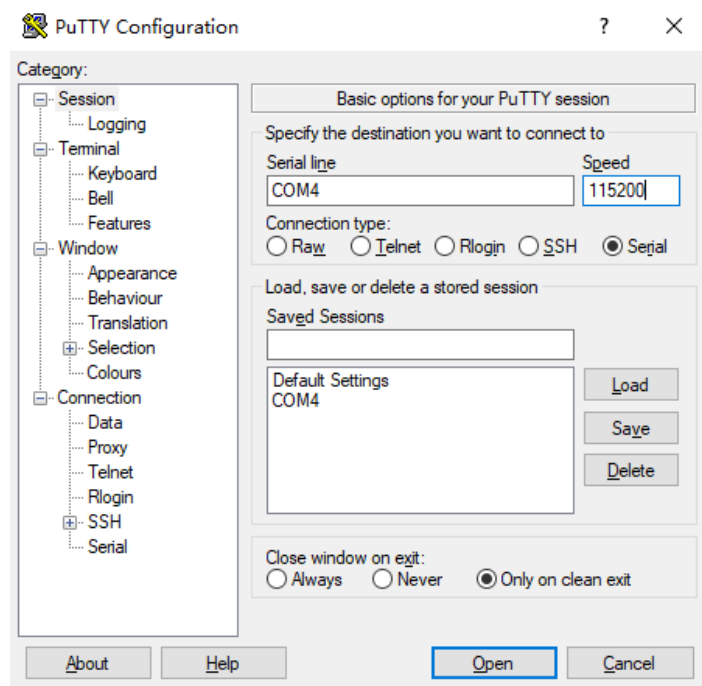 PuTTY Configuration
?
Category:
Session
Logging
Terminal
Keyboard
Bell
Features
Window
Appearance
Behaviour
Translation
Selection
Colours
Connection
Data
Proxy
Telnet
Rlogin
SSH
Serial
Basic options for your PuTTY session
Specify the destination you want to connect to
Serial line Speed
COM4 115200
Connection type:
Raw Telnet Rlogin SSH Serial
Load, save or delete a stored session
Saved Sessions
Default Settings
COM4
Load
Save
Delete
Close window on exit:
Always Never Only on clean exit
About Help Open Cancel